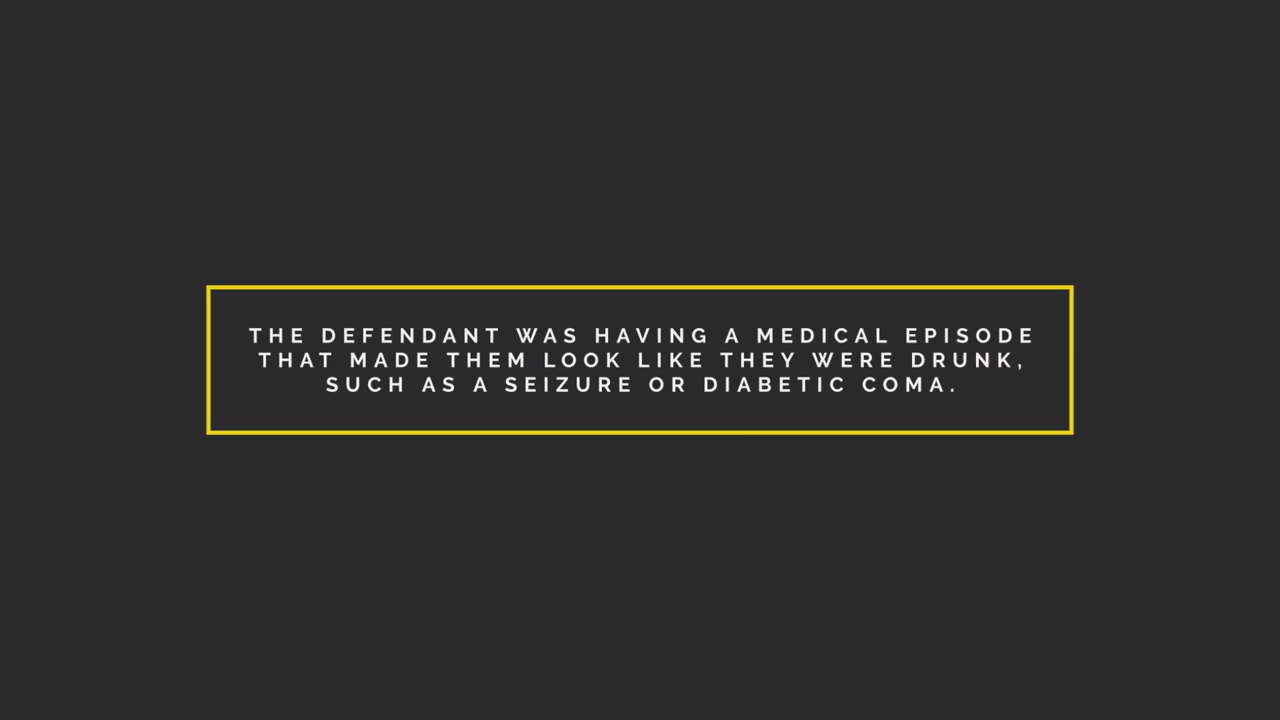 THE DEFENDANT WAS HAVING A MEDICAL EPISODE
THAT MADE THEM LOOK LIKE THEY WERE DRUNK,
SUCH AS A SEIZURE OR DIABETIC COMA.